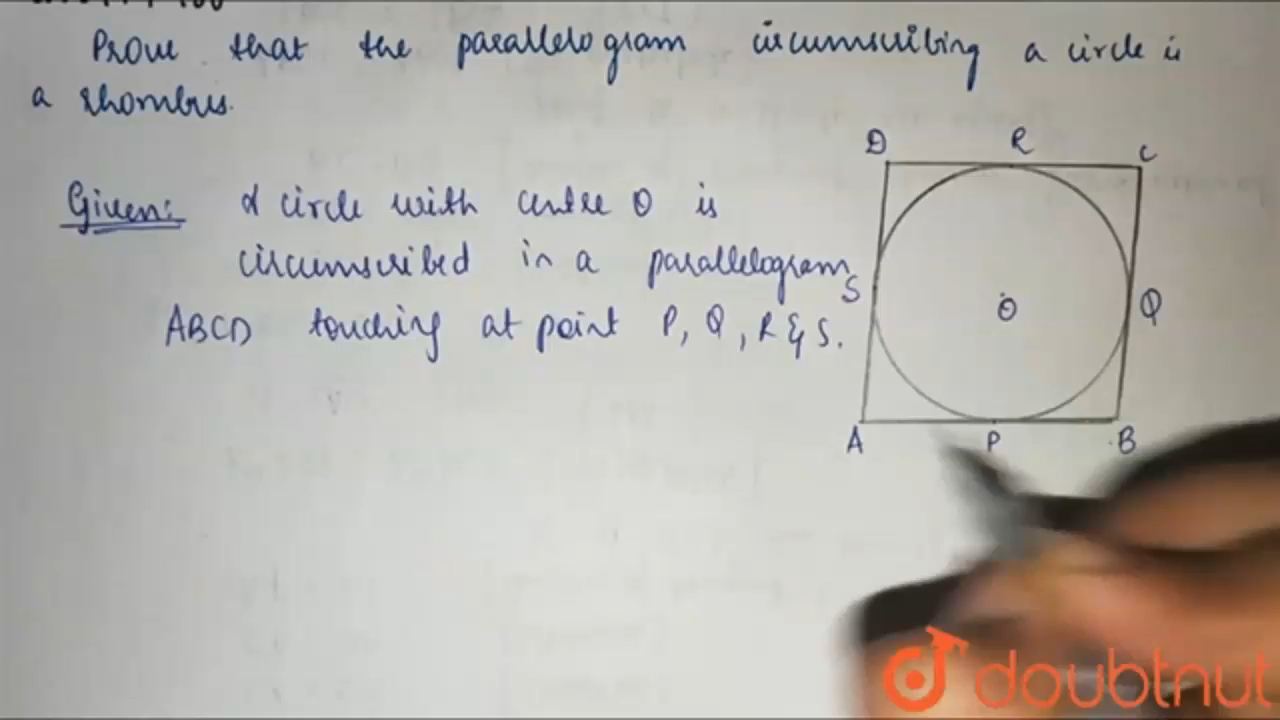 Prove that the parallelogram circumscribing a circle is
a rhombus.
Given: A circle with centre O is
circumscribed in a parallelogram
ABCD touching at point P, Q, R & S.
D R C
S O Q
A P B
doubtnut